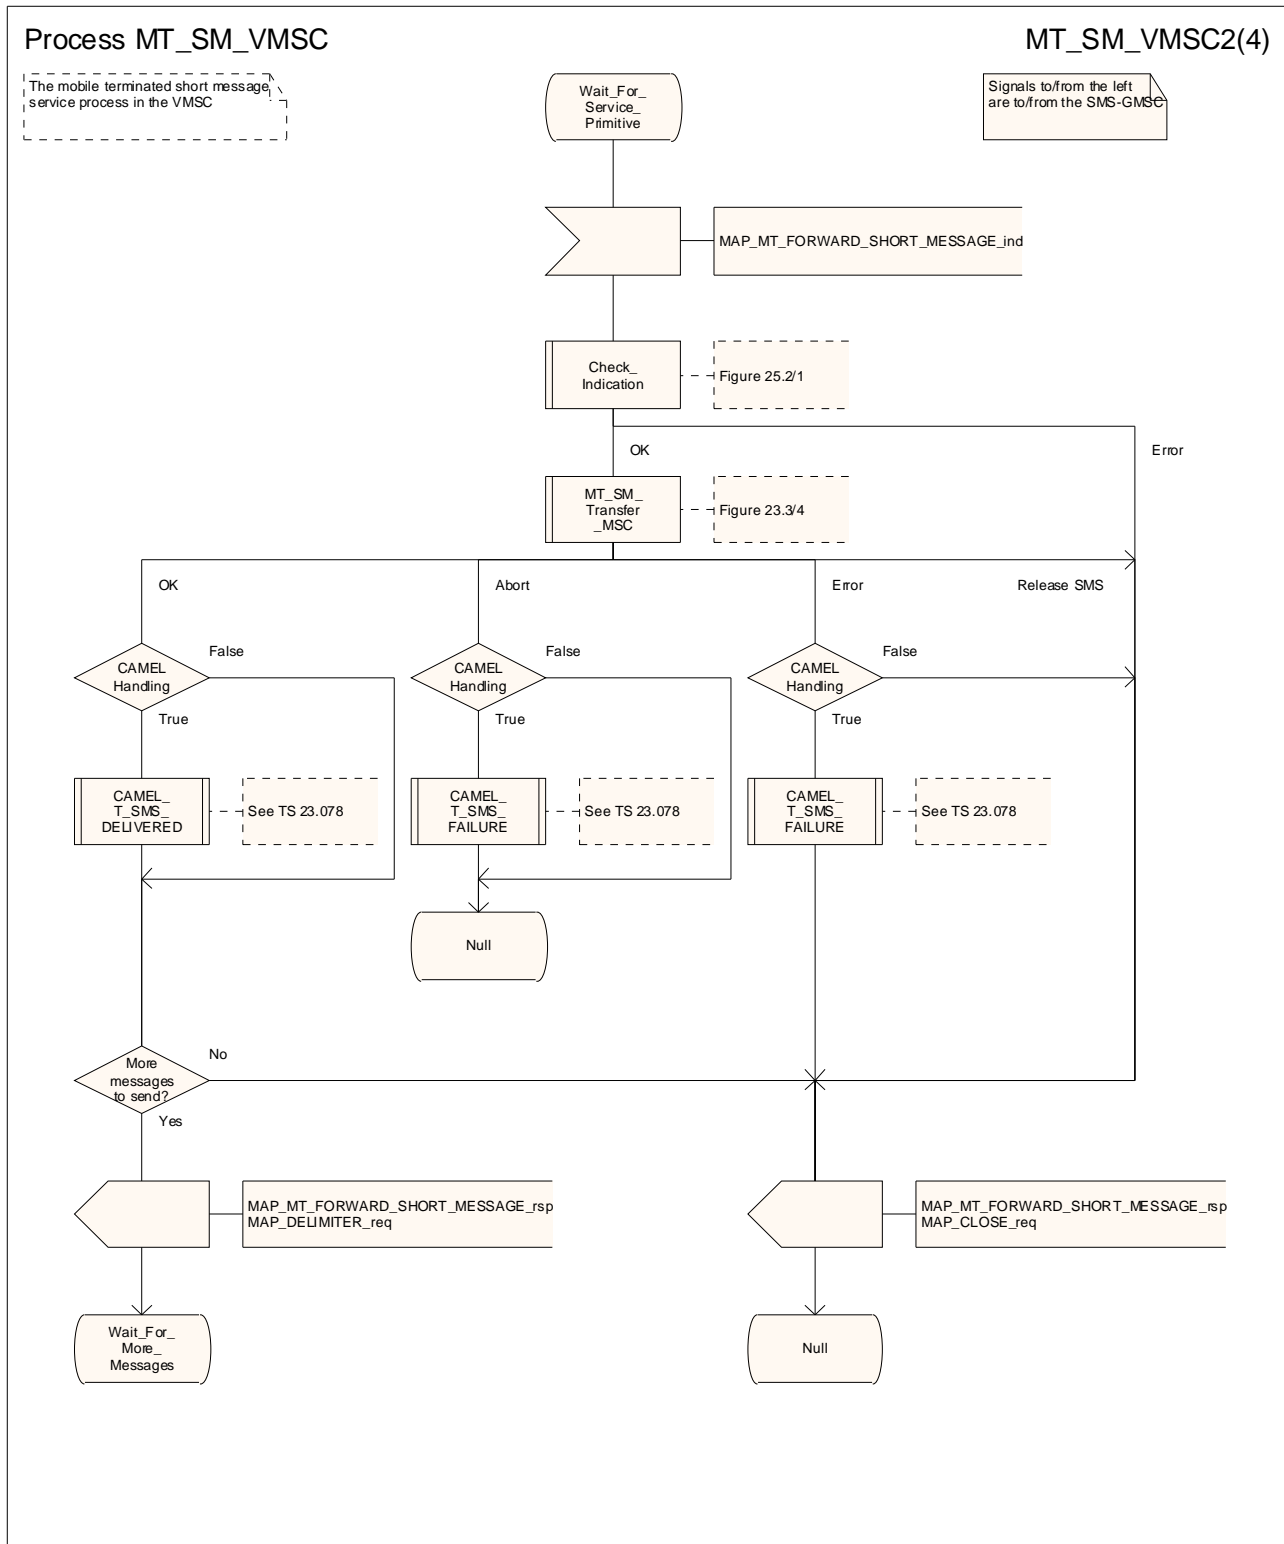 Process MT_SM_VMSC
MT_SM_VMSC2(4)
The mobile terminated short message
service process in the VMSC
Wait_For_
Service_
Primitive
Signals to/from the left
are to/from the SMS-GMSC
MAP_MT_FORWARD_SHORT_MESSAGE_ind
Check_
Indication
Figure 25.2/1
OK
Error
MT_SM_
Transfer
_MSC
Figure 23.3/4
OK
Abort
Error
Release SMS
CAMEL
Handling
False
True
CAMEL
Handling
False
True
CAMEL
Handling
False
True
CAMEL_
T_SMS_
DELIVERED
See TS 23.078
CAMEL_
T_SMS_
FAILURE
See TS 23.078
CAMEL_
T_SMS_
FAILURE
See TS 23.078
Null
More
messages
to send?
No
Yes
MAP_MT_FORWARD_SHORT_MESSAGE_rsp
MAP_DELIMITER_req
MAP_MT_FORWARD_SHORT_MESSAGE_rsp
MAP_CLOSE_req
Wait_For_
More_
Messages
Null